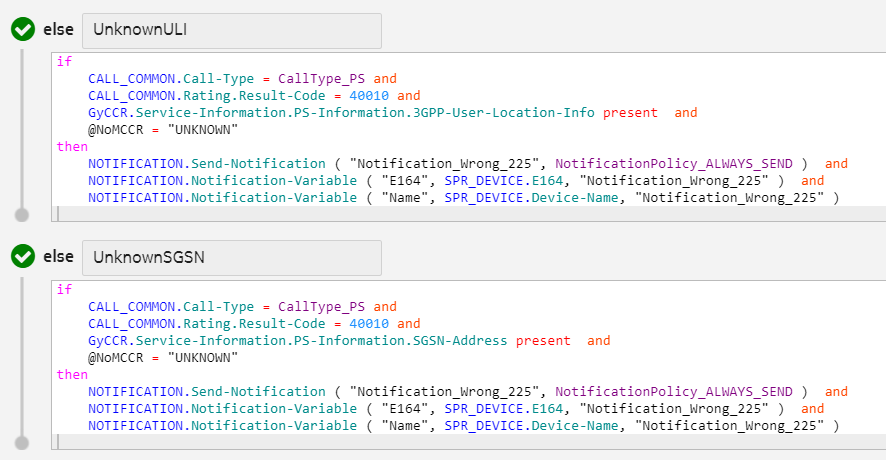 else UnknownULI
if
CALL_COMMON.Call-Type = CallType_PS and
CALL_COMMON.Rating.Result-Code = 40010 and
GyCCR.Service-Information.PS-Information.3GPP-User-Location-Info present and
@NoMCCR = "UNKNOWN"
then
NOTIFICATION.Send-Notification ( "Notification_Wrong_225", NotificationPolicy_ALWAYS_SEND ) and
NOTIFICATION.Notification-Variable ( "E164", SPR_DEVICE.E164, "Notification_Wrong_225" ) and
NOTIFICATION.Notification-Variable ( "Name", SPR_DEVICE.Device-Name, "Notification_Wrong_225" )
else UnknownSGSN
if
CALL_COMMON.Call-Type = CallType_PS and
CALL_COMMON.Rating.Result-Code = 40010 and
GyCCR.Service-Information.PS-Information.SGSN-Address present and
@NoMCCR = "UNKNOWN"
then
NOTIFICATION.Send-Notification ( "Notification_Wrong_225", NotificationPolicy_ALWAYS_SEND ) and
NOTIFICATION.Notification-Variable ( "E164", SPR_DEVICE.E164, "Notification_Wrong_225" ) and
NOTIFICATION.Notification-Variable ( "Name", SPR_DEVICE.Device-Name, "Notification_Wrong_225" )